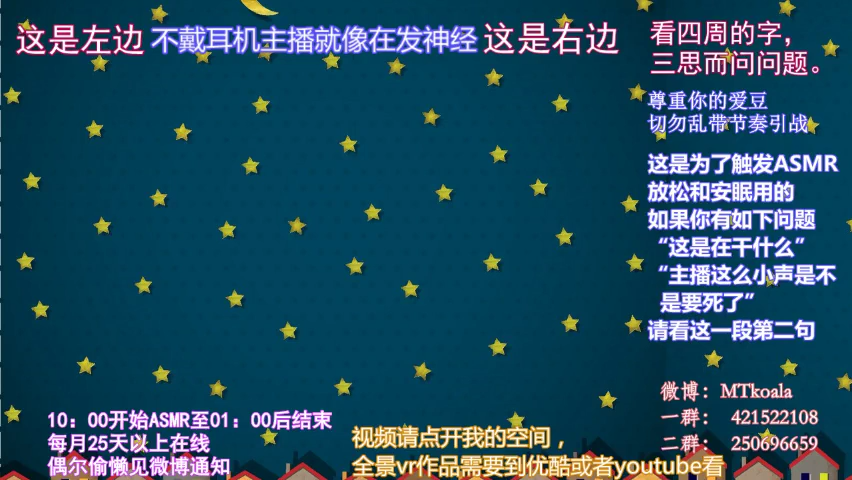 这是左边 不戴耳机主播就像在发神经 这是右边
看四周的字，
三思而问问题。
尊重你的爱豆
切勿乱带节奏引战
这是为了触发ASMR
放松和安眠用的
如果你有如下问题
“这是在干什么”
“主播这么小声是不
是要死了”
请看这一段第二句
微博：MTkoala
一群： 421522108
二群： 250696659
10：00开始ASMR至01：00后结束
每月25天以上在线
偶尔偷懒见微博通知
视频请点开我的空间，
全景vr作品需要到优酷或者youtube看